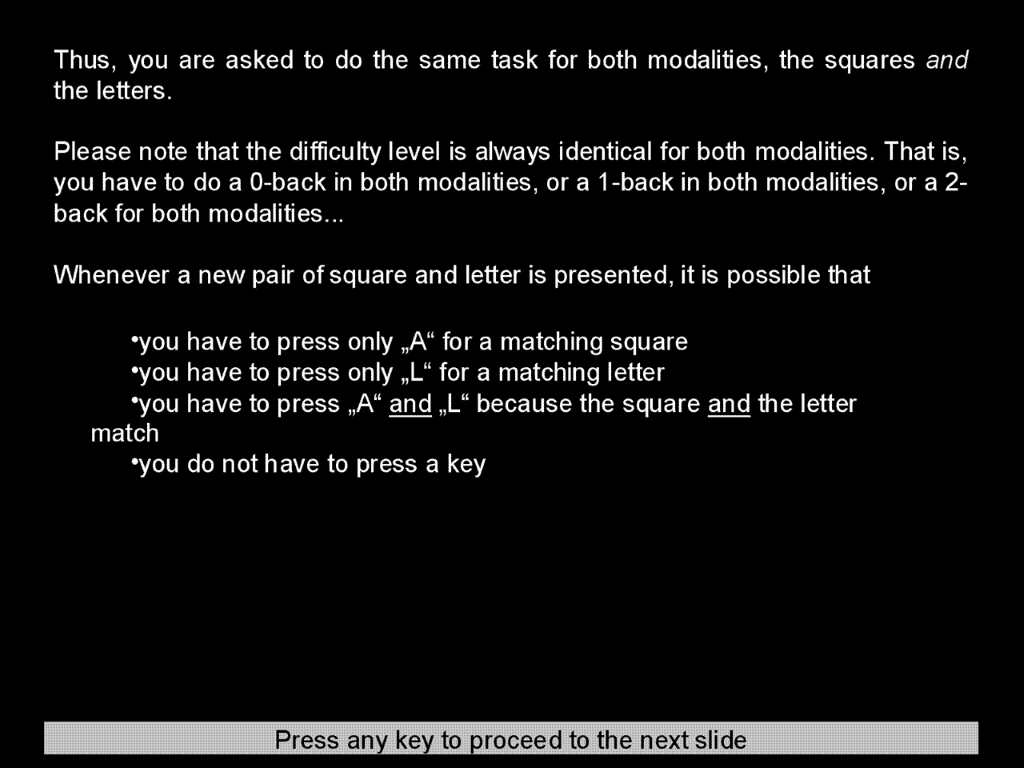 Thus, you are asked to do the same task for both modalities, the squares and
the letters.
Please note that the difficulty level is always identical for both modalities. That is,
you have to do a 0-back in both modalities, or a 1-back in both modalities, or a 2-
back for both modalities...
Whenever a new pair of square and letter is presented, it is possible that
•you have to press only „A“ for a matching square
•you have to press only „L“ for a matching letter
•you have to press „A“ and „L“ because the square and the letter
match
•you do not have to press a key
Press any key to proceed to the next slide